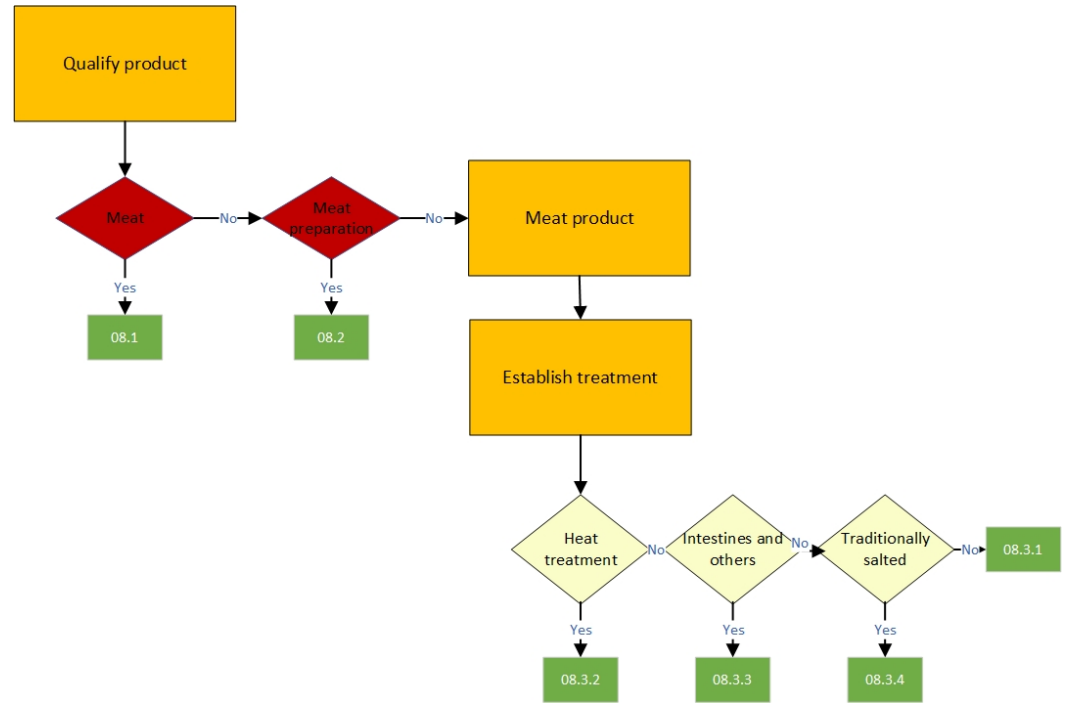 Qualify product
Meat
No
Meat
preparation
No
Meat product
Yes
Yes
08.1
08.2
Establish treatment
Heat
treatment
No
Intestines and
others
No
Traditionally
salted
No
08.3.1
Yes
Yes
Yes
08.3.2
08.3.3
08.3.4